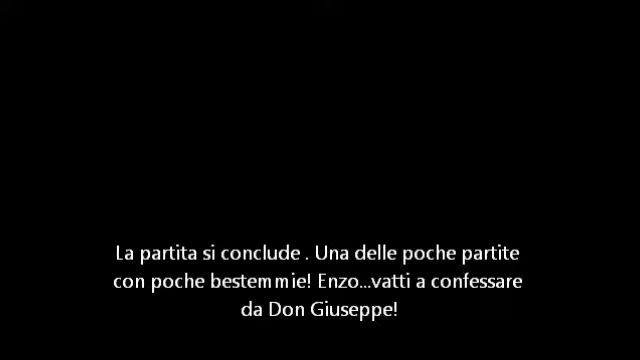 La partita si conclude . Una delle poche partite
con poche bestemmie! Enzo...vatti a confessare
da Don Giuseppe!